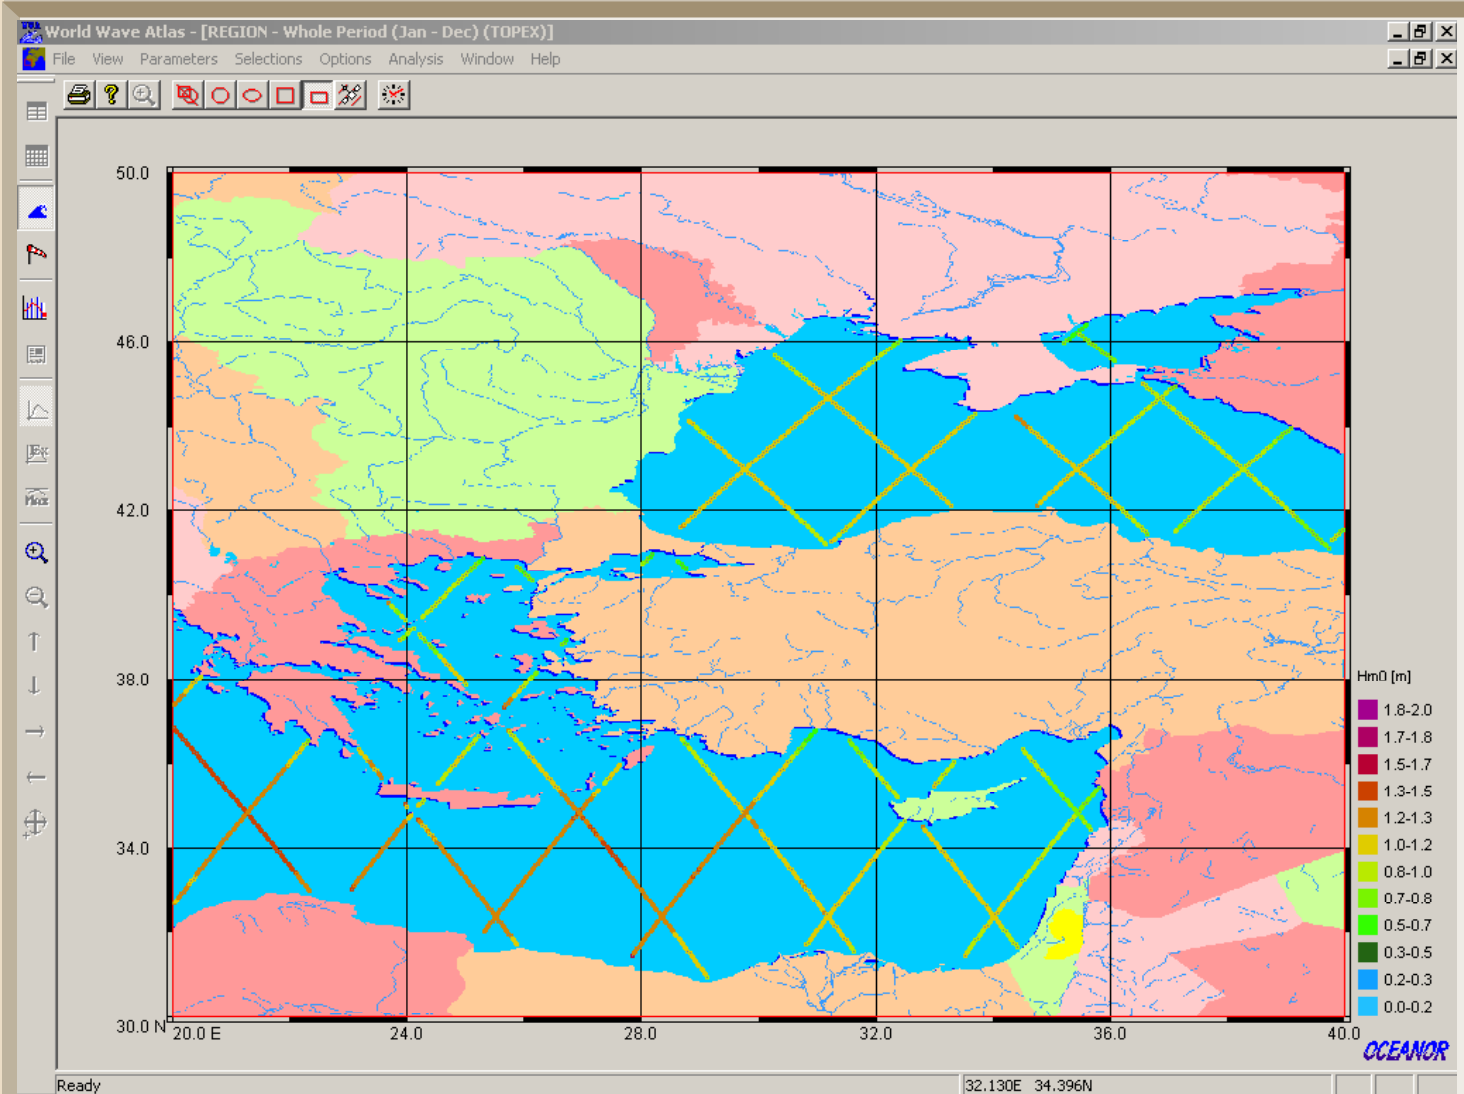 World Wave Atlas - [REGION - Whole Period (Jan - Dec) (TOPEX)]
File View Parameters Selections Options Analysis Window Help
50.0
46.0
42.0
38.0
34.0
30.0 N
20.0 E 24.0 28.0 32.0 36.0 40.0
Hm0 [m]
1.8-2.0
1.7-1.8
1.5-1.7
1.3-1.5
1.2-1.3
1.0-1.2
0.8-1.0
0.7-0.8
0.5-0.7
0.3-0.5
0.2-0.3
0.0-0.2
OCEANOR
Ready 32.130E 34.396N